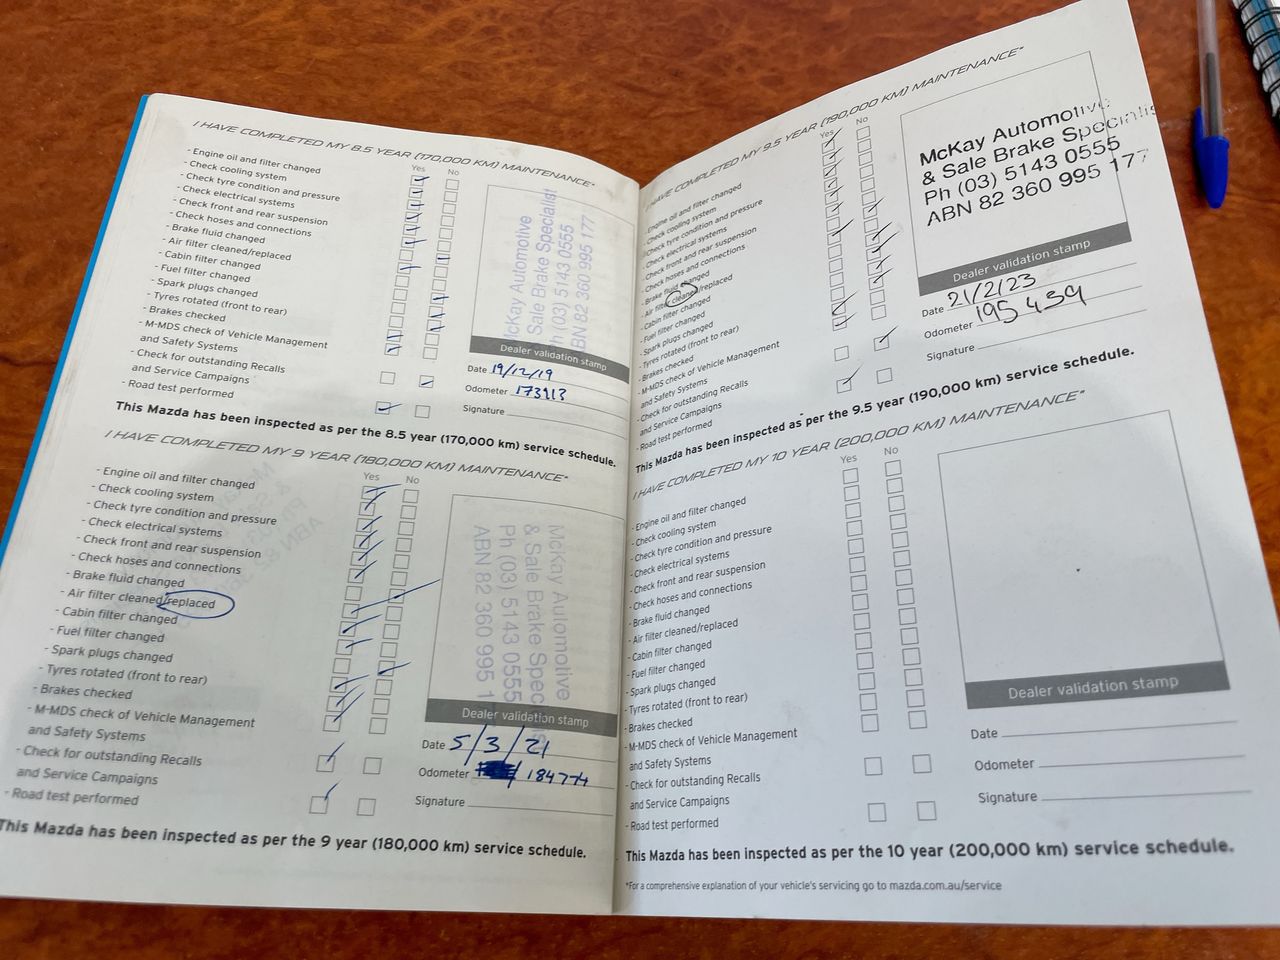 I HAVE COMPLETED MY 8.5 YEAR (170,000 KM) MAINTENANCE*
Yes No
- Engine oil and filter changed
- Check cooling system
- Check tyre condition and pressure
- Check electrical systems
- Check front and rear suspension
- Check hoses and connections
- Brake fluid changed
- Air filter cleaned/replaced
- Cabin filter changed
- Fuel filter changed
- Spark plugs changed
- Tyres rotated (front to rear)
- Brakes checked
- M-MDS check of Vehicle Management
and Safety Systems
- Check for outstanding Recalls
and Service Campaigns
- Road test performed
McKay Automotive
& Sale Brake Specialist
Ph (03) 5143 0555
ABN 82 360 995 177
Dealer validation stamp
Date 19/12/19
Odometer 173913
Signature
This Mazda has been inspected as per the 8.5 year (170,000 km) service schedule.
I HAVE COMPLETED MY 9 YEAR (180,000 KM) MAINTENANCE*
Yes No
- Engine oil and filter changed
- Check cooling system
- Check tyre condition and pressure
- Check electrical systems
- Check front and rear suspension
- Check hoses and connections
- Brake fluid changed
- Air filter cleaned/replaced
- Cabin filter changed
- Fuel filter changed
- Spark plugs changed
- Tyres rotated (front to rear)
- Brakes checked
- M-MDS check of Vehicle Management
and Safety Systems
- Check for outstanding Recalls
and Service Campaigns
- Road test performed
McKay Automotive
& Sale Brake Specialist
Ph (03) 5143 0555
ABN 82 360 995 1
Dealer validation stamp
Date 5/3/21
Odometer 184774
Signature
This Mazda has been inspected as per the 9 year (180,000 km) service schedule.
I HAVE COMPLETED MY 9.5 YEAR (190,000 KM) MAINTENANCE*
Yes No
- Engine oil and filter changed
- Check cooling system
- Check tyre condition and pressure
- Check electrical systems
- Check front and rear suspension
- Check hoses and connections
- Brake fluid changed
- Air filter cleaned/replaced
- Cabin filter changed
- Fuel filter changed
- Spark plugs changed
- Tyres rotated (front to rear)
- Brakes checked
- M-MDS check of Vehicle Management
and Safety Systems
- Check for outstanding Recalls
and Service Campaigns
- Road test performed
McKay Automotive
& Sale Brake Specialis
Ph (03) 5143 0555
ABN 82 360 995 177
Dealer validation stamp
Date 21/2/23
Odometer 195439
Signature
This Mazda has been inspected as per the 9.5 year (190,000 km) service schedule.
I HAVE COMPLETED MY 10 YEAR (200,000 KM) MAINTENANCE*
Yes No
- Engine oil and filter changed
- Check cooling system
- Check tyre condition and pressure
- Check electrical systems
- Check front and rear suspension
- Check hoses and connections
- Brake fluid changed
- Air filter cleaned/replaced
- Cabin filter changed
- Fuel filter changed
- Spark plugs changed
- Tyres rotated (front to rear)
- Brakes checked
- M-MDS check of Vehicle Management
and Safety Systems
- Check for outstanding Recalls
and Service Campaigns
- Road test performed
Dealer validation stamp
Date
Odometer
Signature
This Mazda has been inspected as per the 10 year (200,000 km) service schedule.
*For a comprehensive explanation of your vehicle's servicing go to mazda.com.au/service